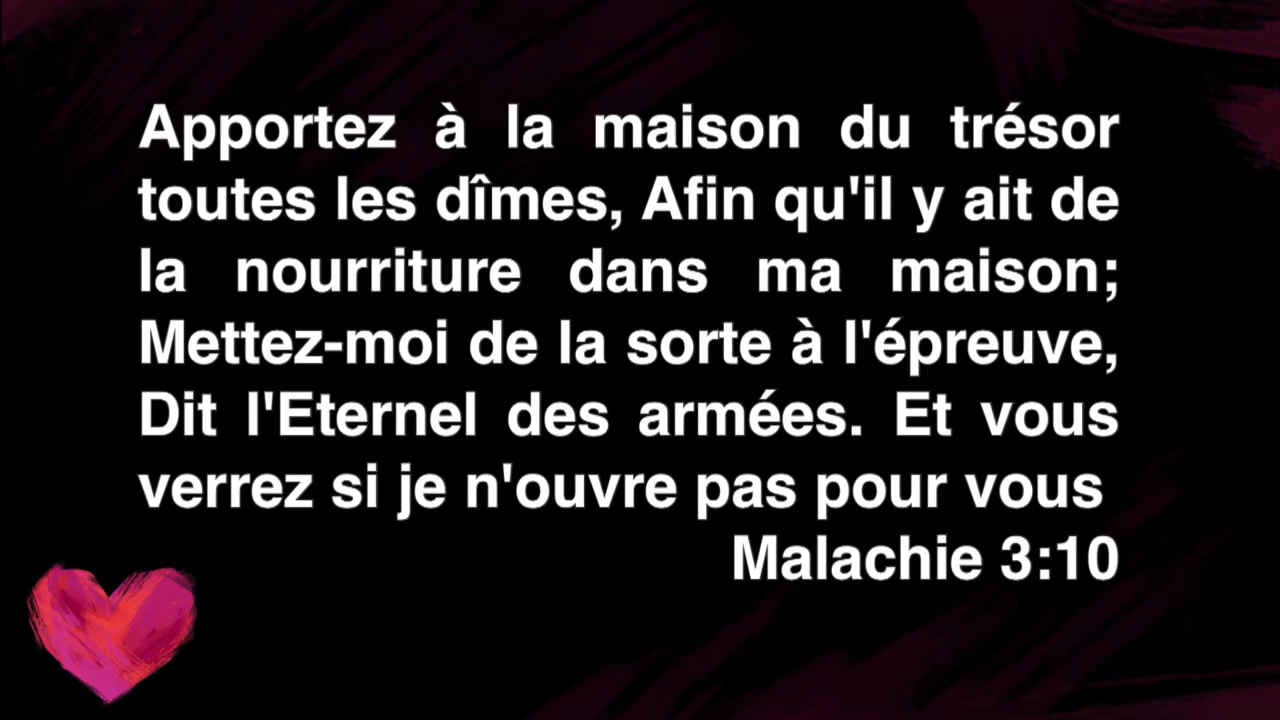 Apportez à la maison du trésor
toutes les dîmes, Afin qu'il y ait de
la nourriture dans ma maison;
Mettez-moi de la sorte à l'épreuve,
Dit l'Eternel des armées. Et vous
verrez si je n'ouvre pas pour vous
Malachie 3:10